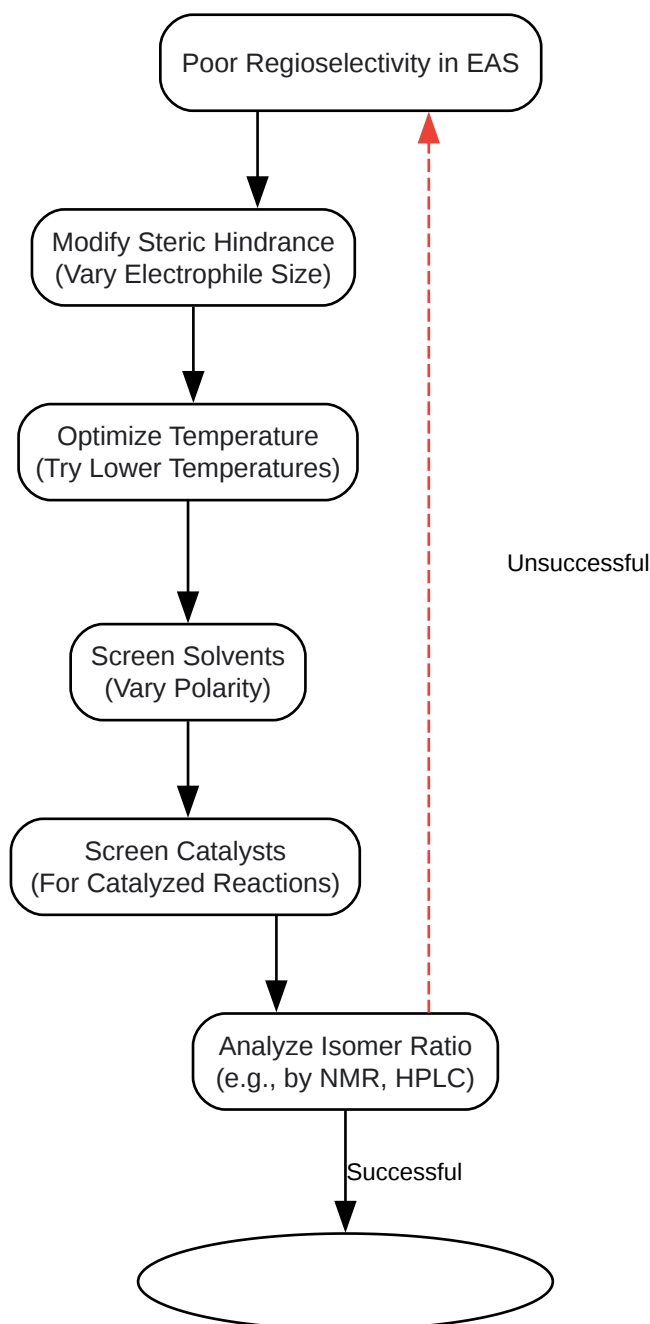 Poor Regioselectivity in EAS
Modify Steric Hindrance
(Vary Electrophile Size)
Optimize Temperature
(Try Lower Temperatures)
Unsuccessful
Screen Solvents
(Vary Polarity)
Screen Catalysts
(For Catalyzed Reactions)
Analyze Isomer Ratio
(e.g., by NMR, HPLC)
Successful